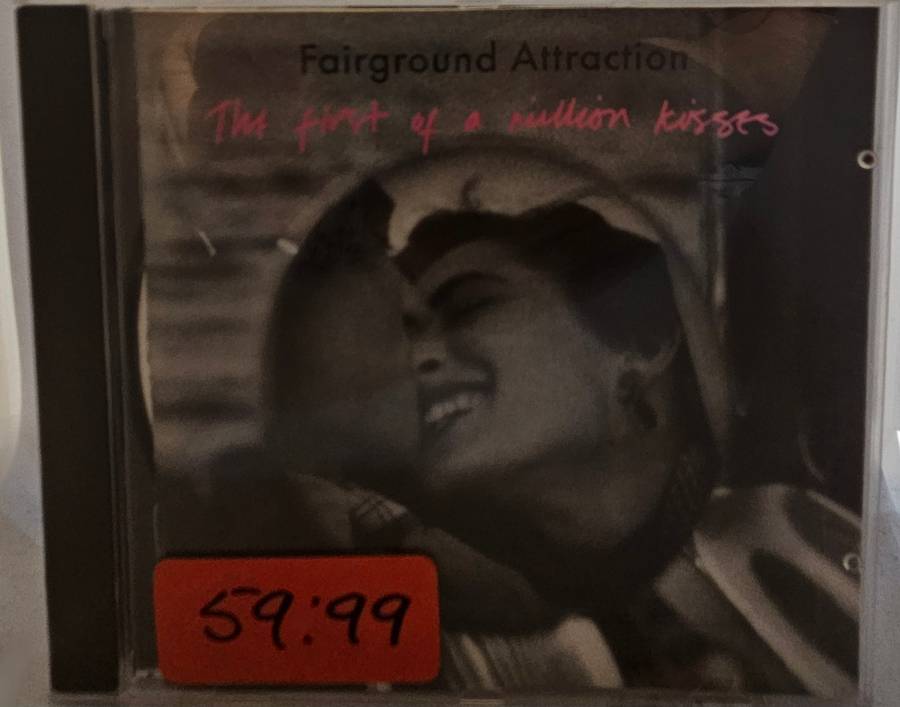 Fairground Attraction
The first of a million kisses
59:99